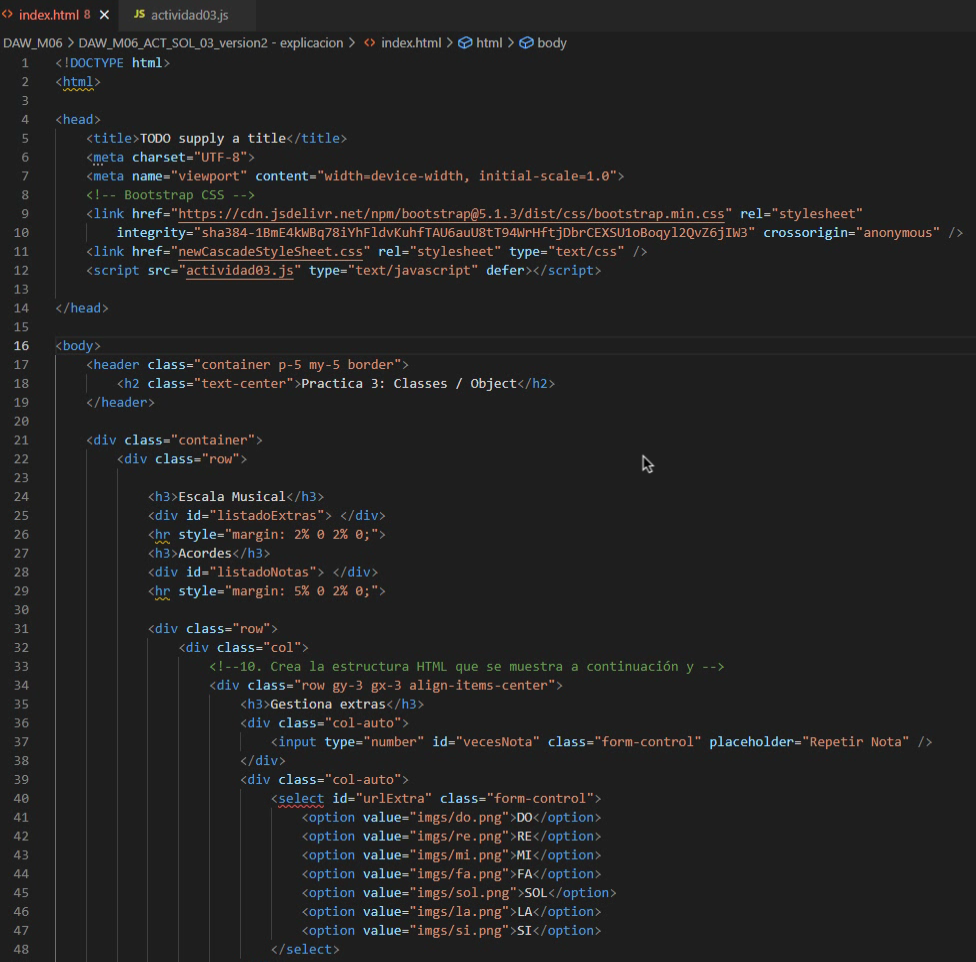 index.html 8 × JS actividad03.js
DAW_M06 > DAW_M06_ACT_SOL_03_version2 - explicacion > index.html > html > body
1 <!DOCTYPE html>
2 <html>
3
4 <head>
5 <title>TODO supply a title</title>
6 <meta charset="UTF-8">
7 <meta name="viewport" content="width=device-width, initial-scale=1.0">
8 <!-- Bootstrap CSS -->
9 <link href="https://cdn.jsdelivr.net/npm/bootstrap@5.1.3/dist/css/bootstrap.min.css" rel="stylesheet"
10 integrity="sha384-1BmE4kWBq78iYhFldvKuhfTAU6auU8tT94WrHftjDbrCEXSU1oBoqyl2QvZ6jIW3" crossorigin="anonymous" />
11 <link href="newCascadeStyleSheet.css" rel="stylesheet" type="text/css" />
12 <script src="actividad03.js" type="text/javascript" defer></script>
13
14 </head>
15
16 <body>
17 <header class="container p-5 my-5 border">
18 <h2 class="text-center">Practica 3: Classes / Object</h2>
19 </header>
20
21 <div class="container">
22 <div class="row">
23
24 <h3>Escala Musical</h3>
25 <div id="listadoExtras"> </div>
26 <hr style="margin: 2% 0 2% 0;">
27 <h3>Acordes</h3>
28 <div id="listadoNotas"> </div>
29 <hr style="margin: 5% 0 2% 0;">
30
31 <div class="row">
32 <div class="col">
33 <!--10. Crea la estructura HTML que se muestra a continuación y -->
34 <div class="row gy-3 gx-3 align-items-center">
35 <h3>Gestiona extras</h3>
36 <div class="col-auto">
37 <input type="number" id="vecesNota" class="form-control" placeholder="Repetir Nota" />
38 </div>
39 <div class="col-auto">
40 <select id="urlExtra" class="form-control">
41 <option value="imgs/do.png">DO</option>
42 <option value="imgs/re.png">RE</option>
43 <option value="imgs/mi.png">MI</option>
44 <option value="imgs/fa.png">FA</option>
45 <option value="imgs/sol.png">SOL</option>
46 <option value="imgs/la.png">LA</option>
47 <option value="imgs/si.png">SI</option>
48 </select>